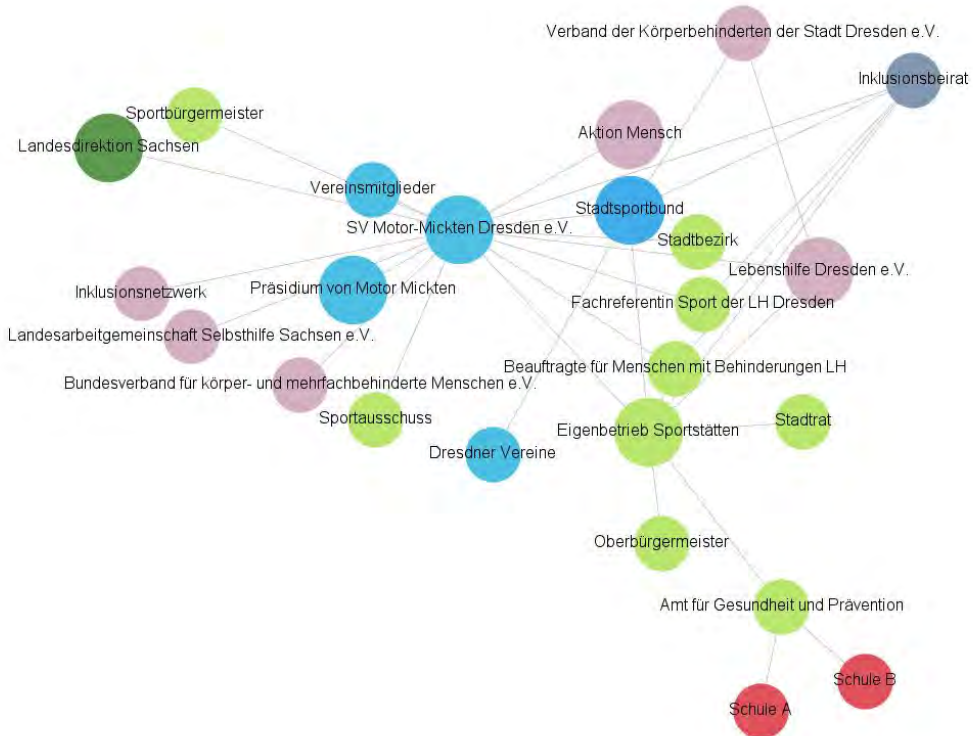 Verband der Körperbehinderten der Stadt Dresden e.V.
Inklusionsbeirat
Sportbürgermeister
Aktion Mensch
Landesdirektion Sachsen
Vereinsmitglieder
Stadtsportbund
SV Motor-Mickten Dresden e.V.
Stadtbezirk
Lebenshilfe Dresden e.V.
Inklusionsnetzwerk
Präsidium von Motor Mickten
Fachreferentin Sport der LH Dresden
Landesarbeitgemeinschaft Selbsthilfe Sachsen e.V.
Beauftragte für Menschen mit Behinderungen LH
Bundesverband für körper- und mehrfachbehinderte Menschen e.V.
Sportausschuss
Stadtrat
Eigenbetrieb Sportstätten
Dresdner Vereine
Oberbürgermeister
Amt für Gesundheit und Prävention
Schule B
Schule A